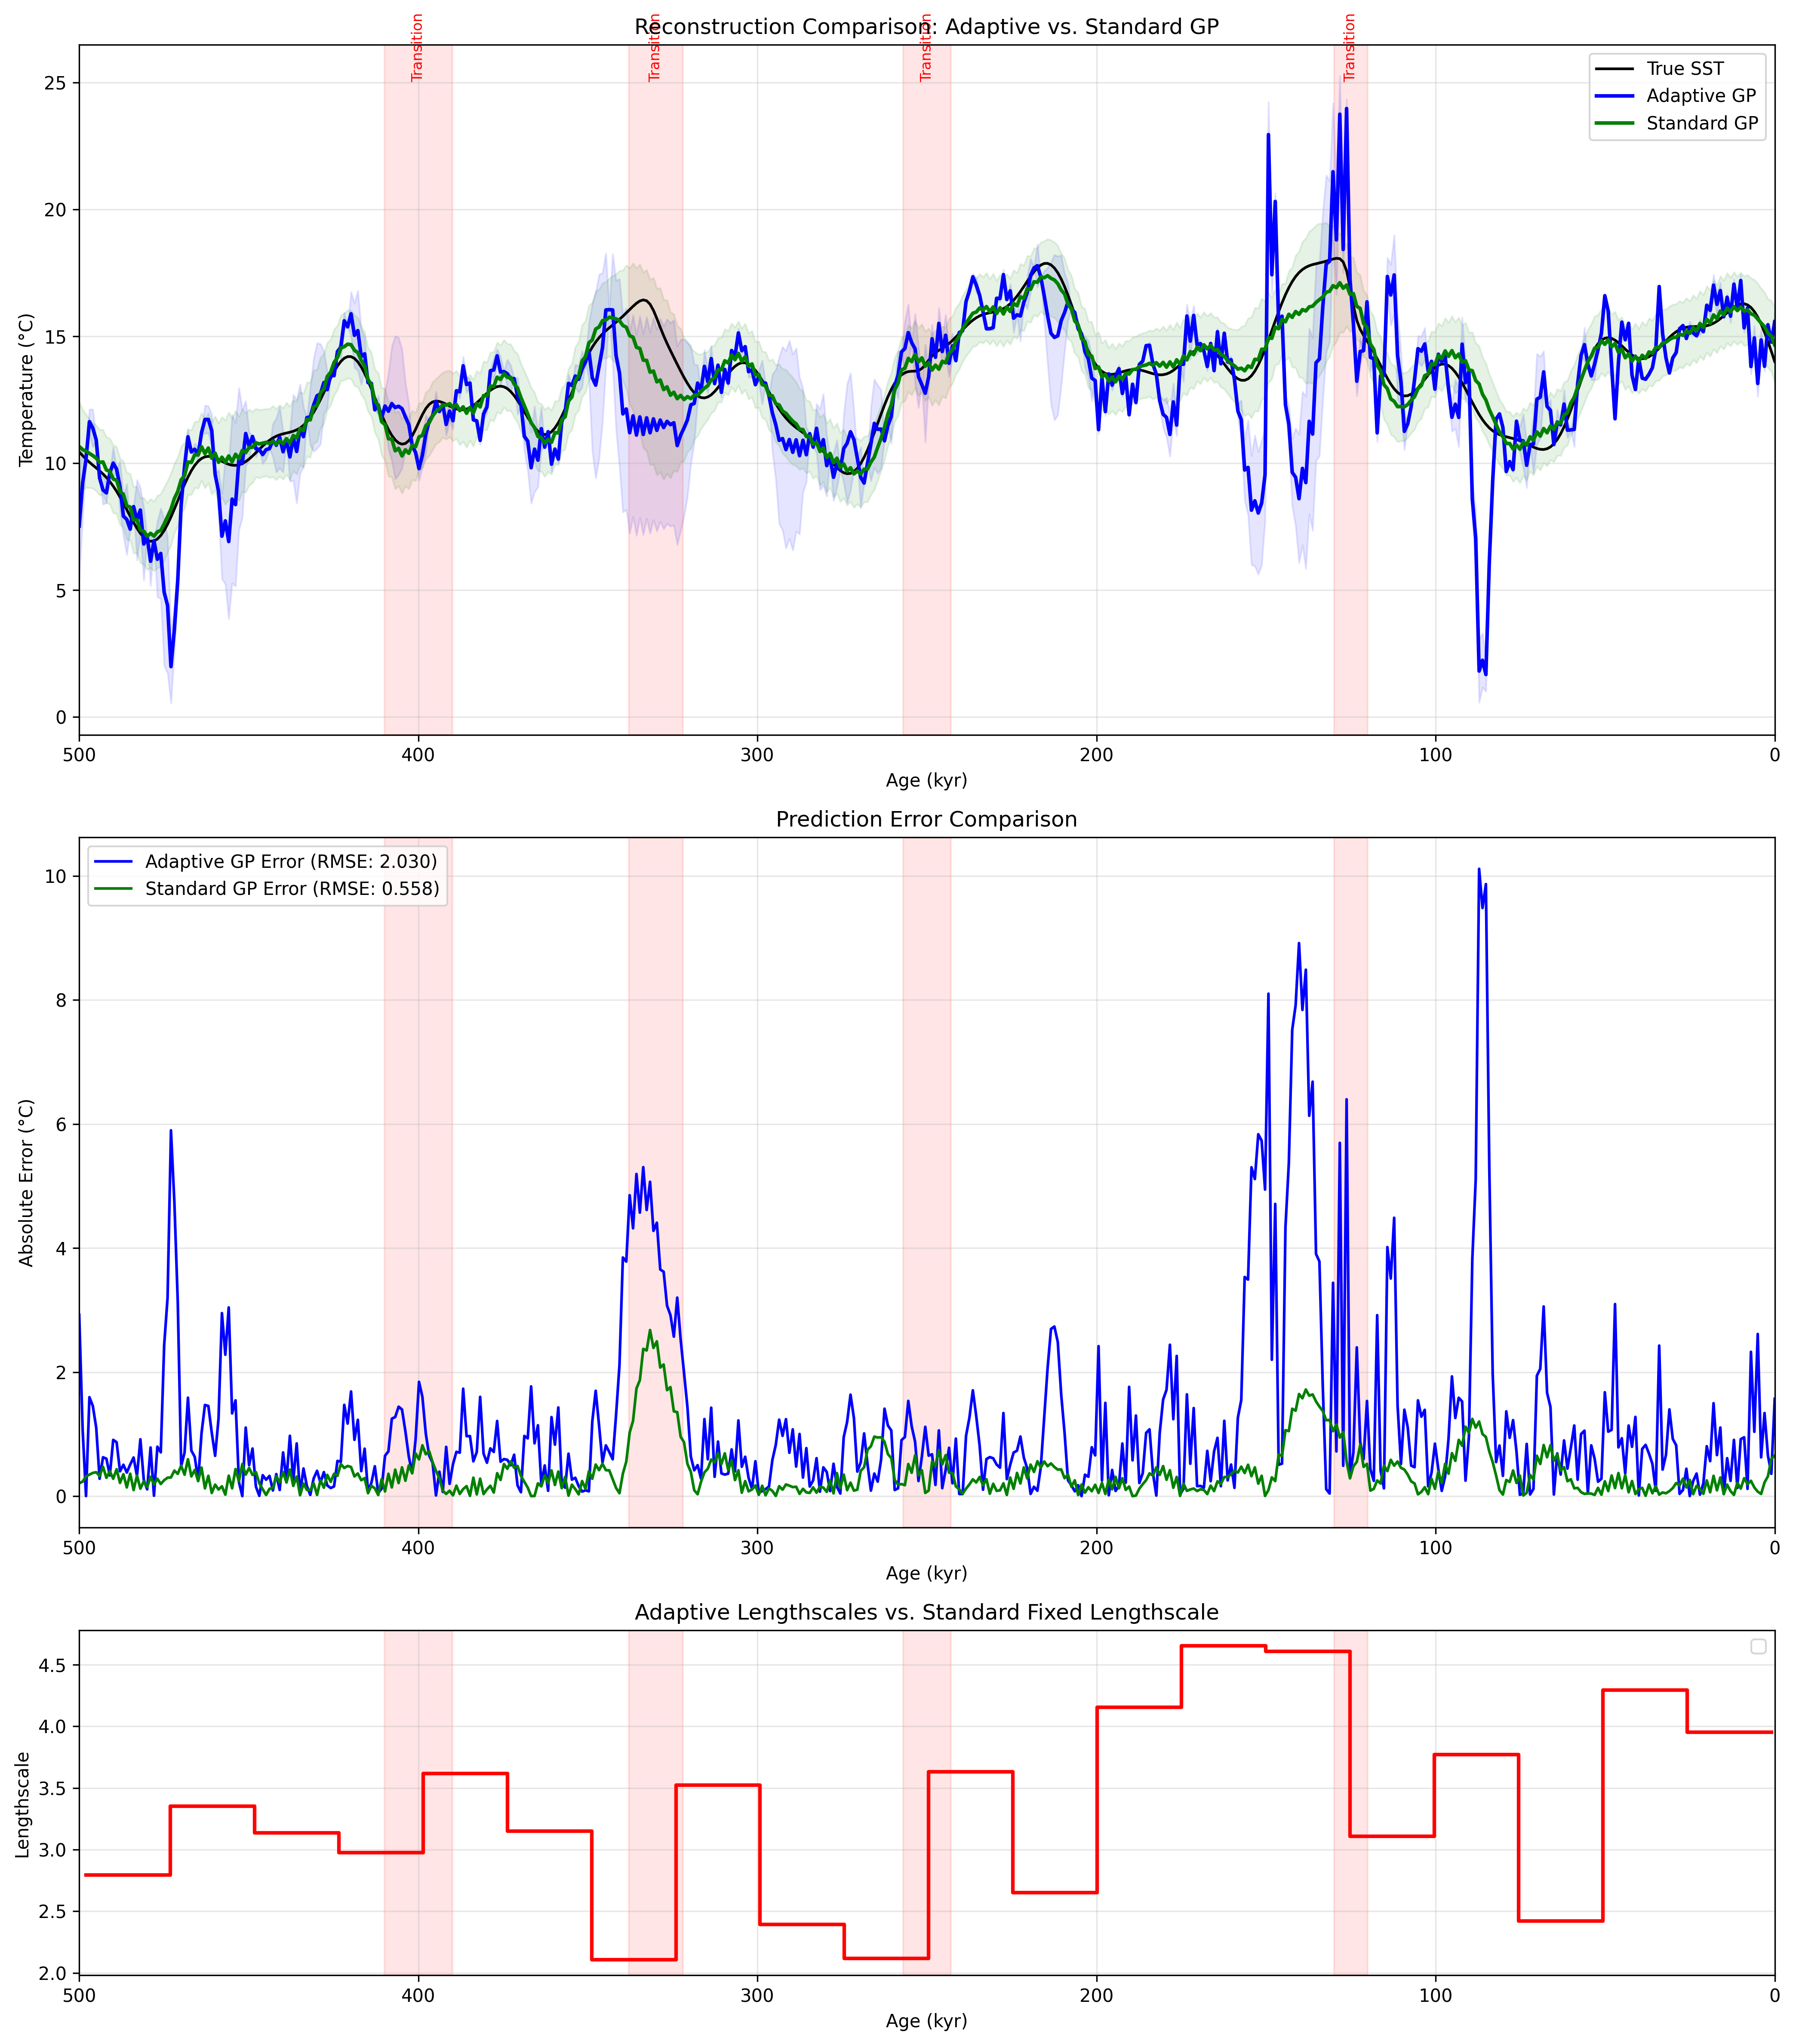 Reconstruction Comparison: Adaptive vs. Standard GP
Transition
Transition
Transition
Transition
True SST
Adaptive GP
Standard GP
Temperature (°C)
25
20
15
10
5
0
500 400 300 200 100 0
Age (kyr)
Prediction Error Comparison
Adaptive GP Error (RMSE: 2.030)
Standard GP Error (RMSE: 0.558)
Absolute Error (°C)
10
8
6
4
2
0
500 400 300 200 100 0
Age (kyr)
Adaptive Lengthscales vs. Standard Fixed Lengthscale
Lengthscale
4.5
4.0
3.5
3.0
2.5
2.0
500 400 300 200 100 0
Age (kyr)